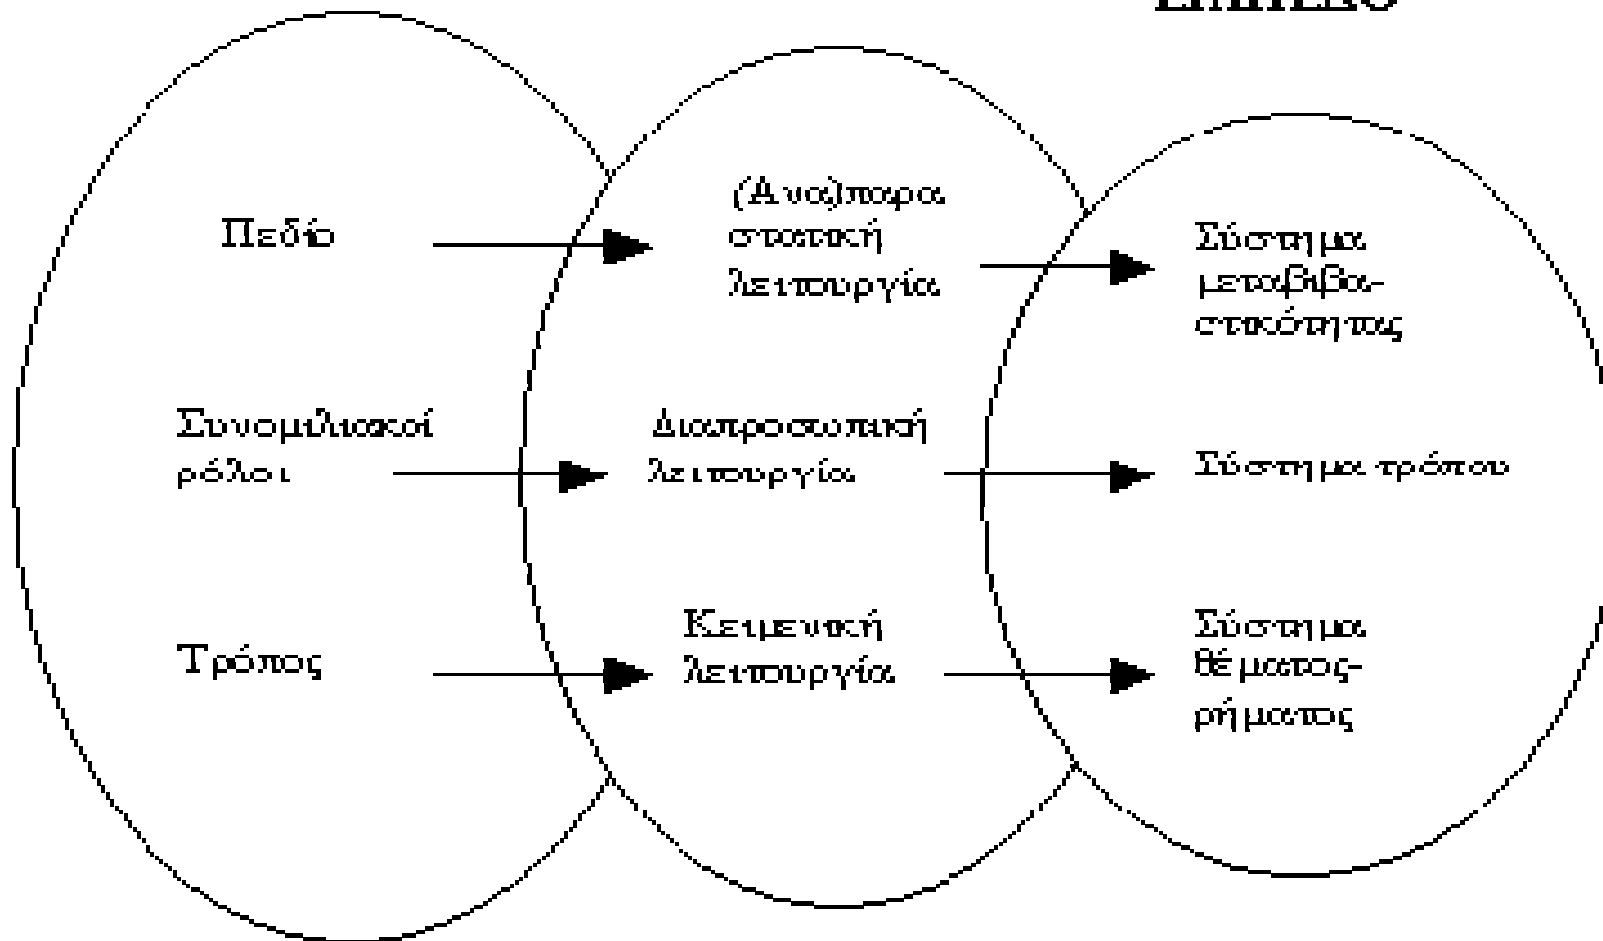 ΕΠΙΠΕΔΟ
Πεδίο
(Ανα)παρα
στατική
λειτουργία
Σύστημα
μεταβιβα-
στικότητας
Συνομιλιακοί
ρόλοι
Διαπροσωπική
λειτουργία
Σύστημα τρόπου
Τρόπος
Κειμενική
λειτουργία
Σύστημα
θέματος-
ρήματος